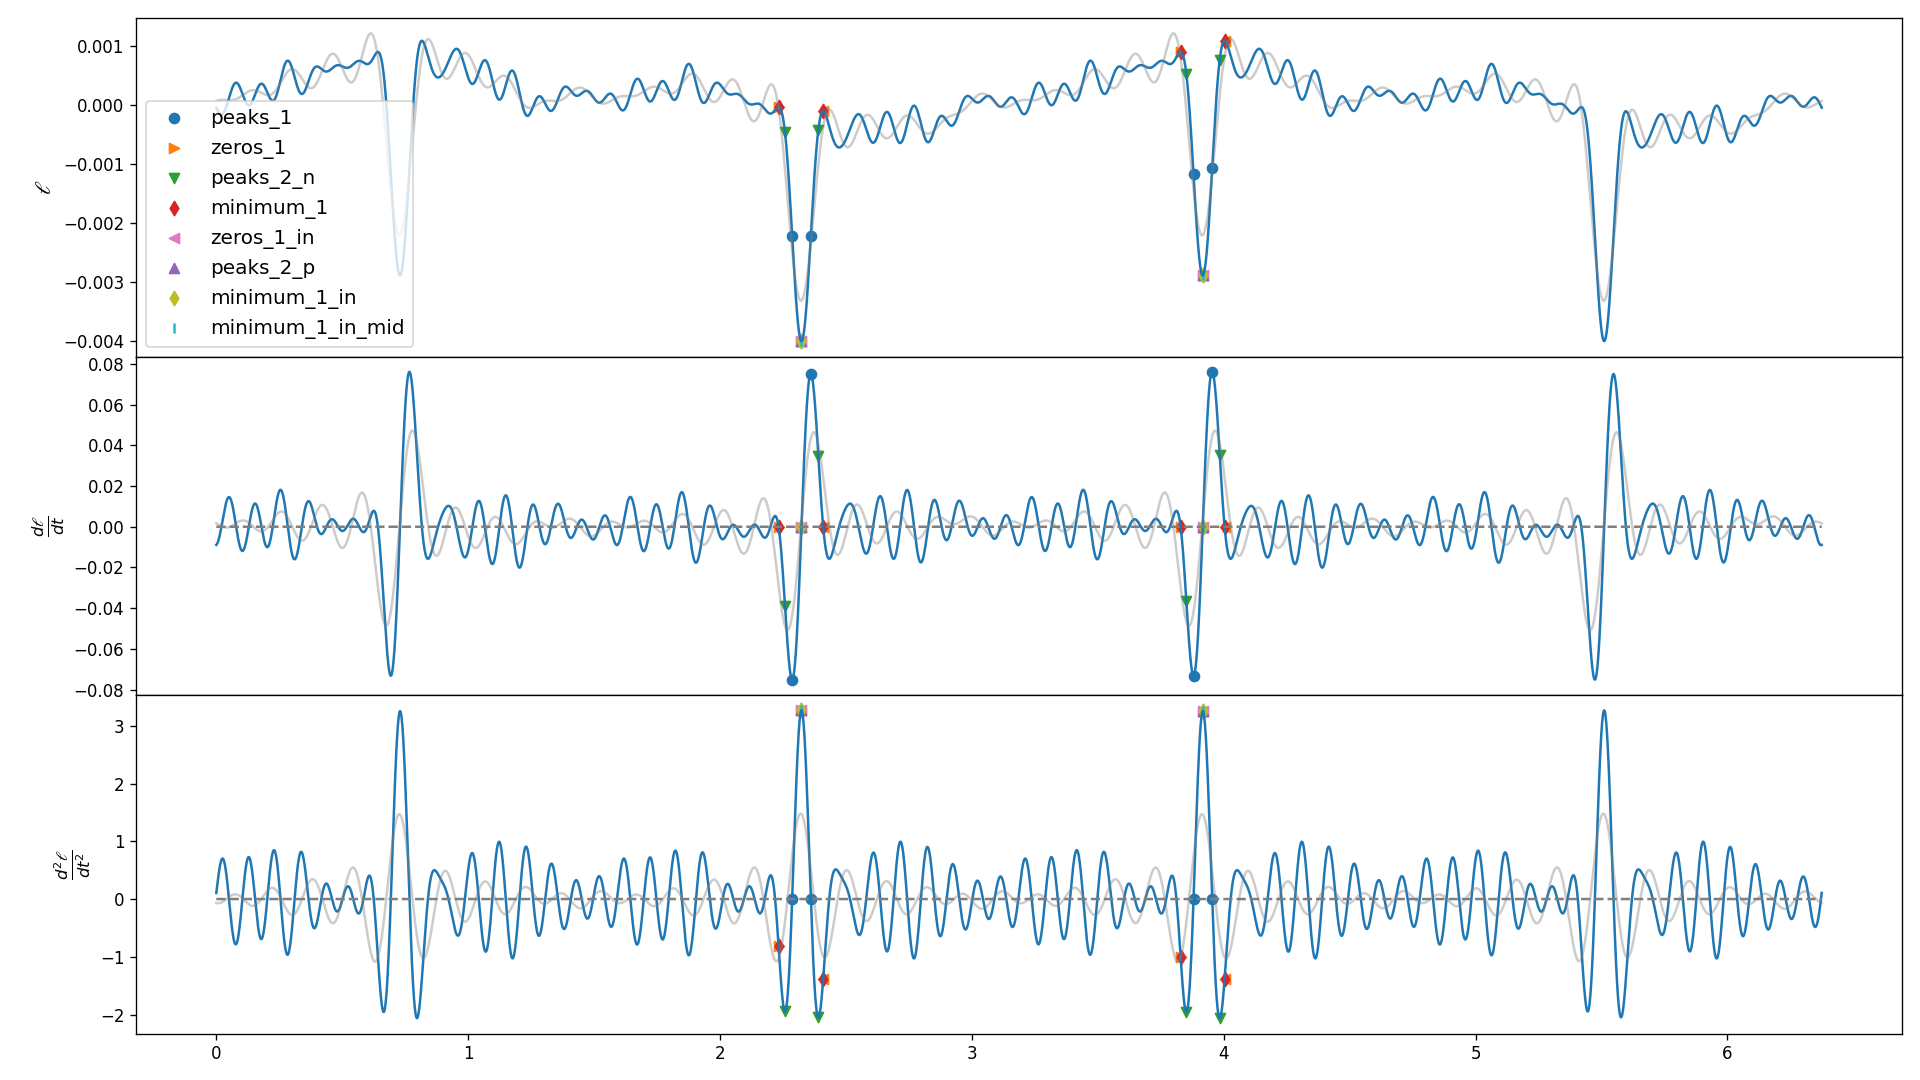 0.001
0.000
−0.001
−0.002
−0.003
−0.004
ℓ
peaks_1
zeros_1
peaks_2_n
minimum_1
zeros_1_in
peaks_2_p
minimum_1_in
minimum_1_in_mid
0.08
0.06
0.04
0.02
0.00
−0.02
−0.04
−0.06
−0.08
dℓ/dt
3
2
1
0
−1
−2
d²ℓ/dt²
0 1 2 3 4 5 6